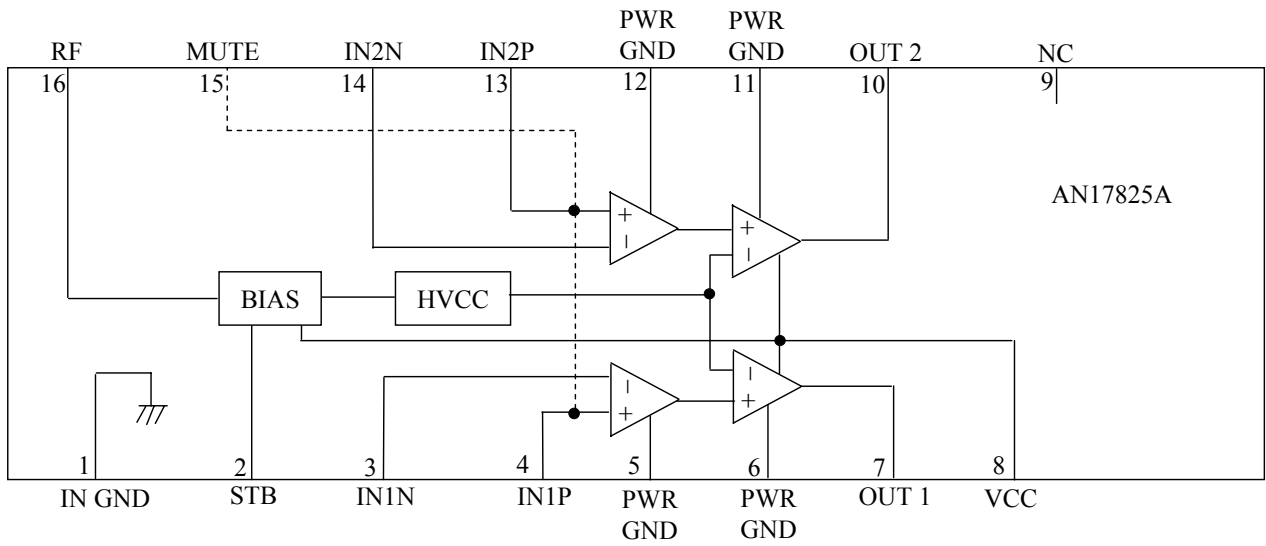 PWR PWR
RF MUTE IN2N IN2P GND GND OUT 2 NC
16 15 14 13 12 11 10 9
AN17825A
+ +
− −
BIAS HVCC
− −
+ +
1 2 3 4 5 6 7 8
IN GND STB IN1N IN1P PWR PWR OUT 1 VCC
GND GND